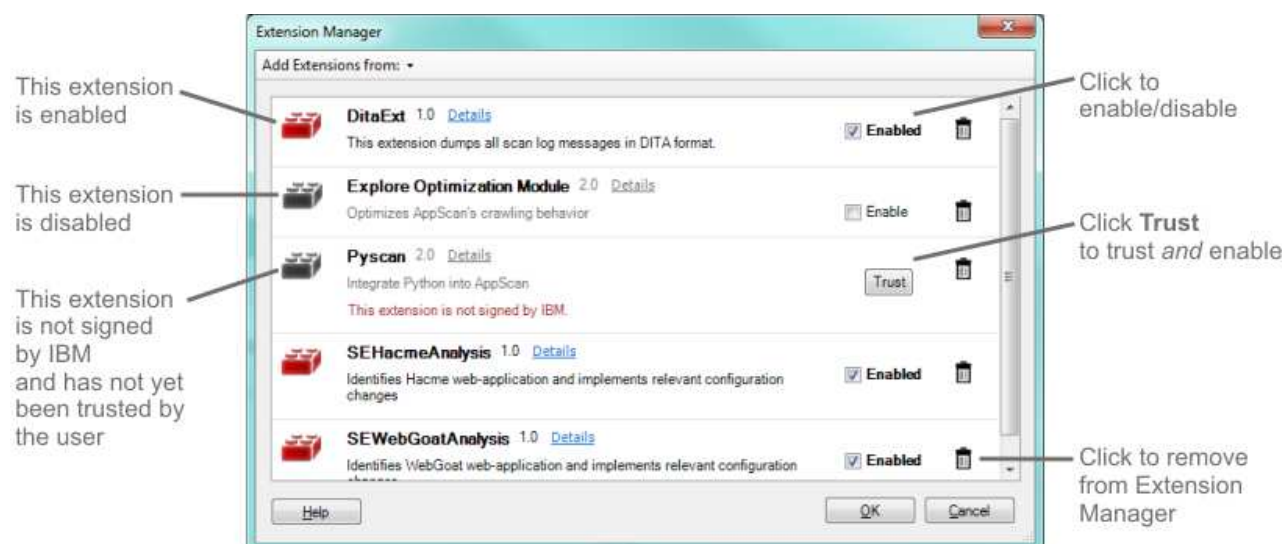 Extension Manager
Add Extensions from:
This extension
is enabled
DitaExt 1.0 Details
This extension dumps all scan log messages in DITA format.
Enabled
Click to
enable/disable
This extension
is disabled
Explore Optimization Module 2.0 Details
Optimizes AppScan's crawling behavior
Enable
Pyscan 2.0 Details
Integrate Python into AppScan
This extension is not signed by IBM.
Trust
Click Trust
to trust and enable
This extension
is not signed
by IBM
and has not yet
been trusted by
the user
SEHacmeAnalysis 1.0 Details
Identifies Hacme web-application and implements relevant configuration
changes
Enabled
SEWebGoatAnalysis 1.0 Details
Identifies WebGoat web-application and implements relevant configuration
Enabled
Click to remove
from Extension
Manager
Help
OK
Cancel